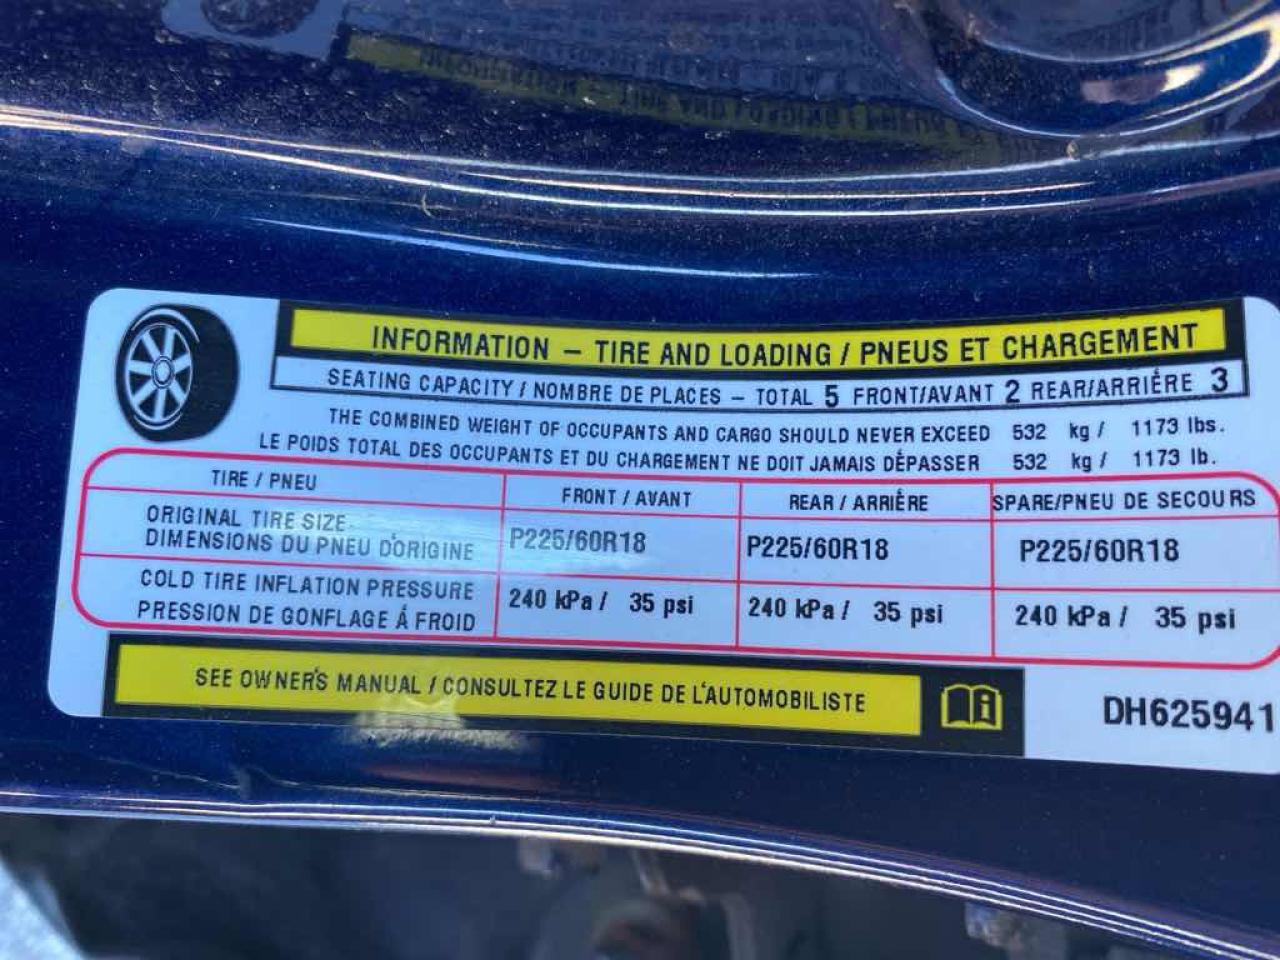 INFORMATION – TIRE AND LOADING / PNEUS ET CHARGEMENT
SEATING CAPACITY / NOMBRE DE PLACES – TOTAL 5 FRONT/AVANT 2 REAR/ARRIÈRE 3
THE COMBINED WEIGHT OF OCCUPANTS AND CARGO SHOULD NEVER EXCEED 532 kg / 1173 lbs.
LE POIDS TOTAL DES OCCUPANTS ET DU CHARGEMENT NE DOIT JAMAIS DÉPASSER 532 kg / 1173 lb.
TIRE / PNEU FRONT / AVANT REAR / ARRIÈRE SPARE/PNEU DE SECOURS
ORIGINAL TIRE SIZE
DIMENSIONS DU PNEU D'ORIGINE P225/60R18 P225/60R18 P225/60R18
COLD TIRE INFLATION PRESSURE
PRESSION DE GONFLAGE Á FROID 240 kPa / 35 psi 240 kPa / 35 psi 240 kPa / 35 psi
SEE OWNER'S MANUAL / CONSULTEZ LE GUIDE DE L'AUTOMOBILISTE
DH625941